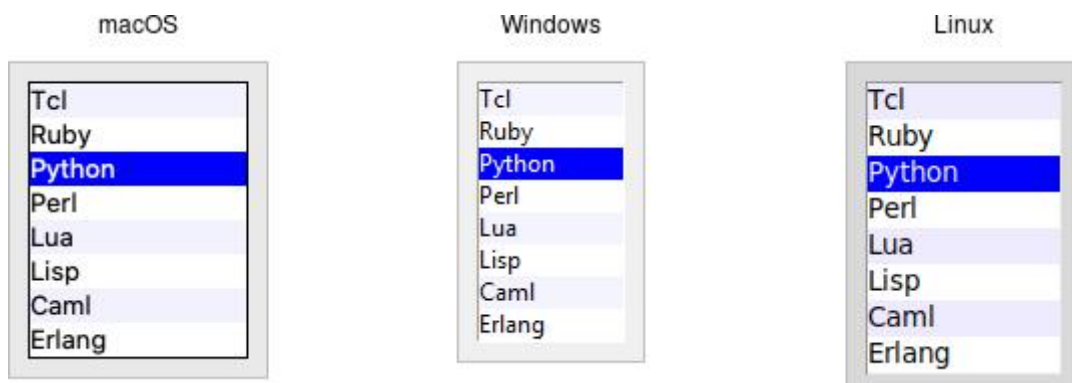 macOS
Tcl
Ruby
Python
Perl
Lua
Lisp
Caml
Erlang
Windows
Tcl
Ruby
Python
Perl
Lua
Lisp
Caml
Erlang
Linux
Tcl
Ruby
Python
Perl
Lua
Lisp
Caml
Erlang